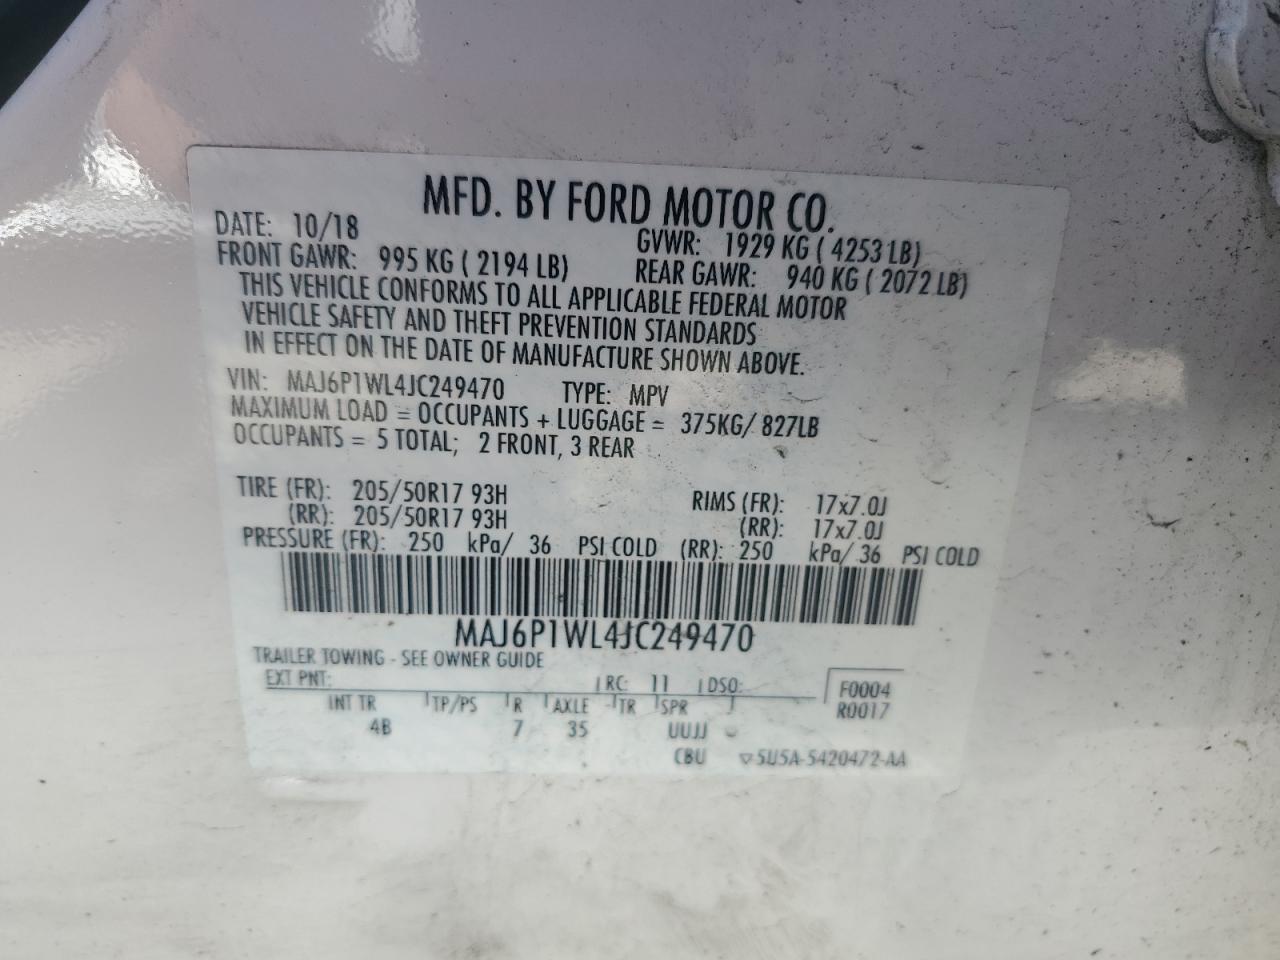 MFD. BY FORD MOTOR CO.
DATE: 10/18 GVWR: 1929 KG ( 4253 LB)
FRONT GAWR: 995 KG ( 2194 LB) REAR GAWR: 940 KG ( 2072 LB)
THIS VEHICLE CONFORMS TO ALL APPLICABLE FEDERAL MOTOR
VEHICLE SAFETY AND THEFT PREVENTION STANDARDS
IN EFFECT ON THE DATE OF MANUFACTURE SHOWN ABOVE.
VIN: MAJ6P1WL4JC249470 TYPE: MPV
MAXIMUM LOAD = OCCUPANTS + LUGGAGE = 375KG/ 827LB
OCCUPANTS = 5 TOTAL; 2 FRONT, 3 REAR
TIRE (FR): 205/50R17 93H RIMS (FR): 17x7.0J
(RR): 205/50R17 93H (RR): 17x7.0J
PRESSURE (FR): 250 kPa/ 36 PSI COLD (RR): 250 kPa/ 36 PSI COLD
MAJ6P1WL4JC249470
TRAILER TOWING - SEE OWNER GUIDE
EXT PNT: RC: 11 DSO: F0004
INT TR TP/PS R AXLE TR SPR R0017
4B 7 35 UUJJ
CBU 5U5A-5420472-AA